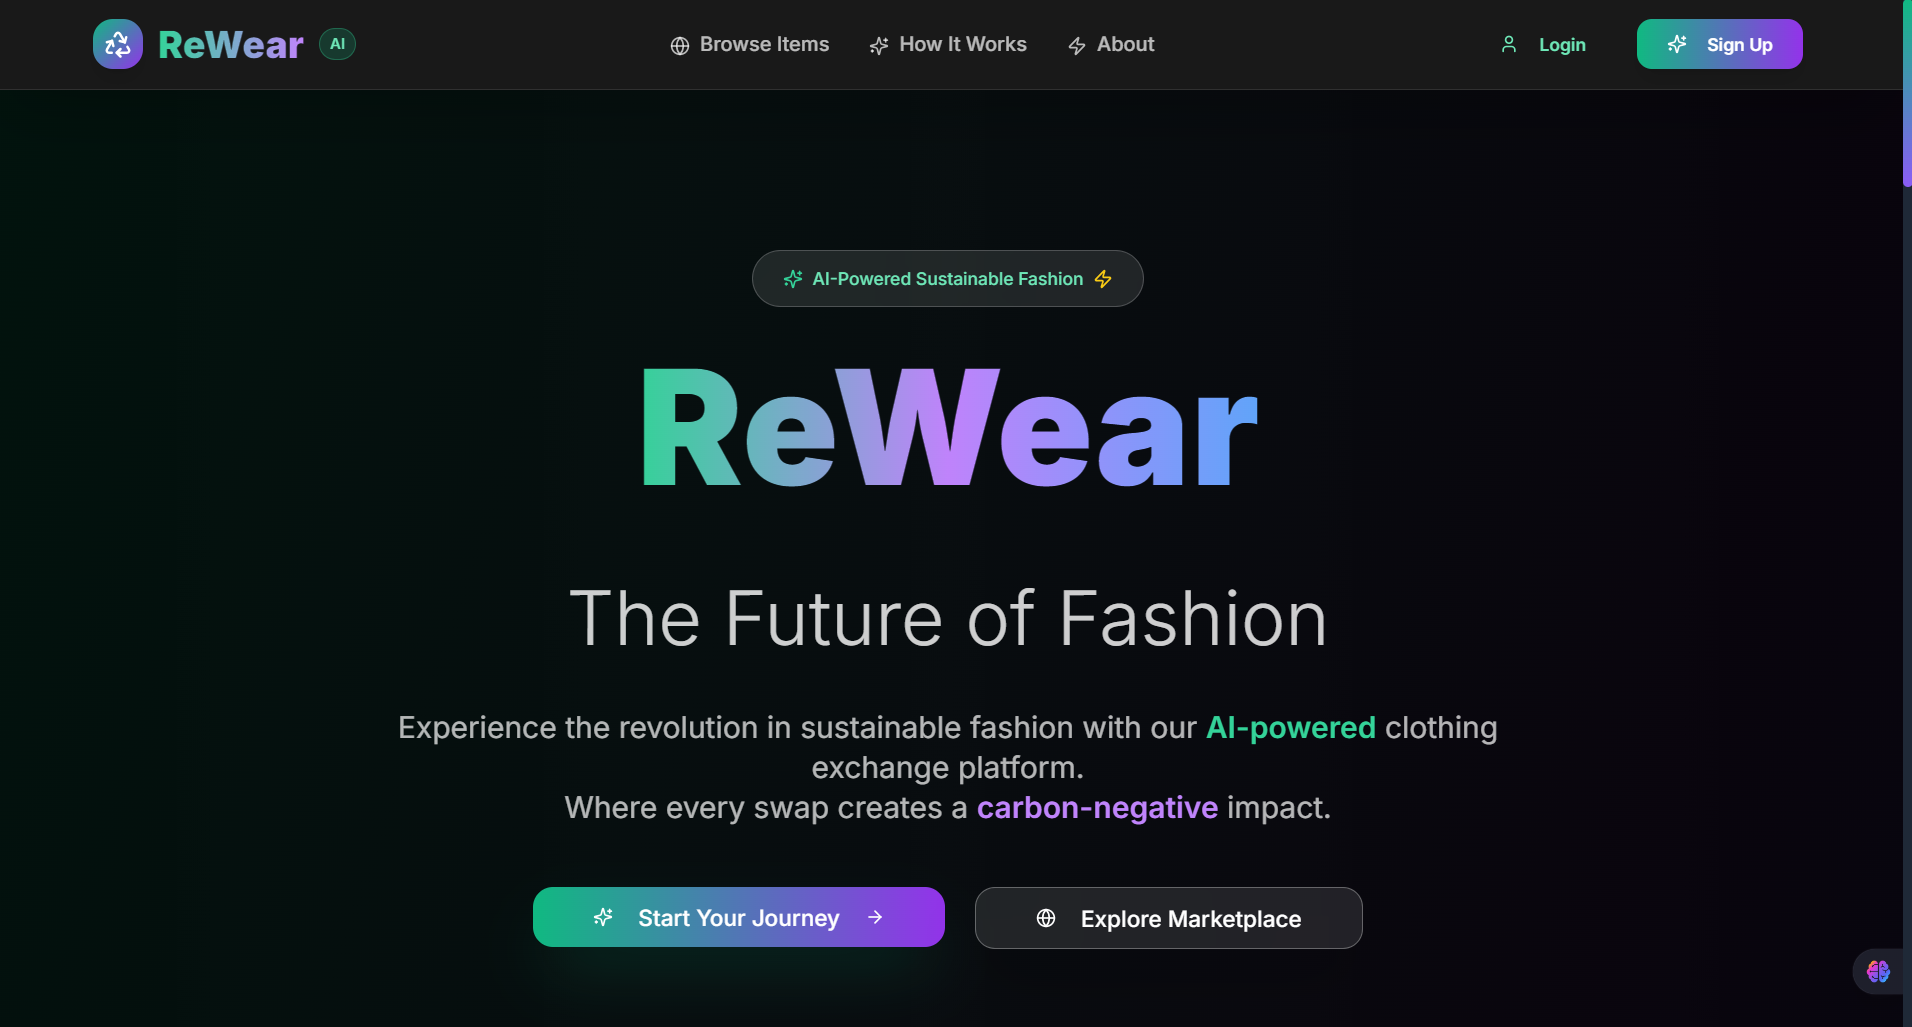 ReWear AI
Browse Items
How It Works
About
Login
Sign Up
AI-Powered Sustainable Fashion
ReWear
The Future of Fashion
Experience the revolution in sustainable fashion with our AI-powered clothing
exchange platform.
Where every swap creates a carbon-negative impact.
Start Your Journey
Explore Marketplace